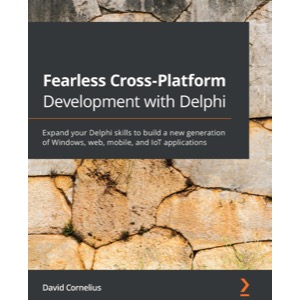 Fearless Cross-Platform
Development with Delphi
Expand your Delphi skills to build a new generation
of Windows, web, mobile, and IoT applications
David Cornelius